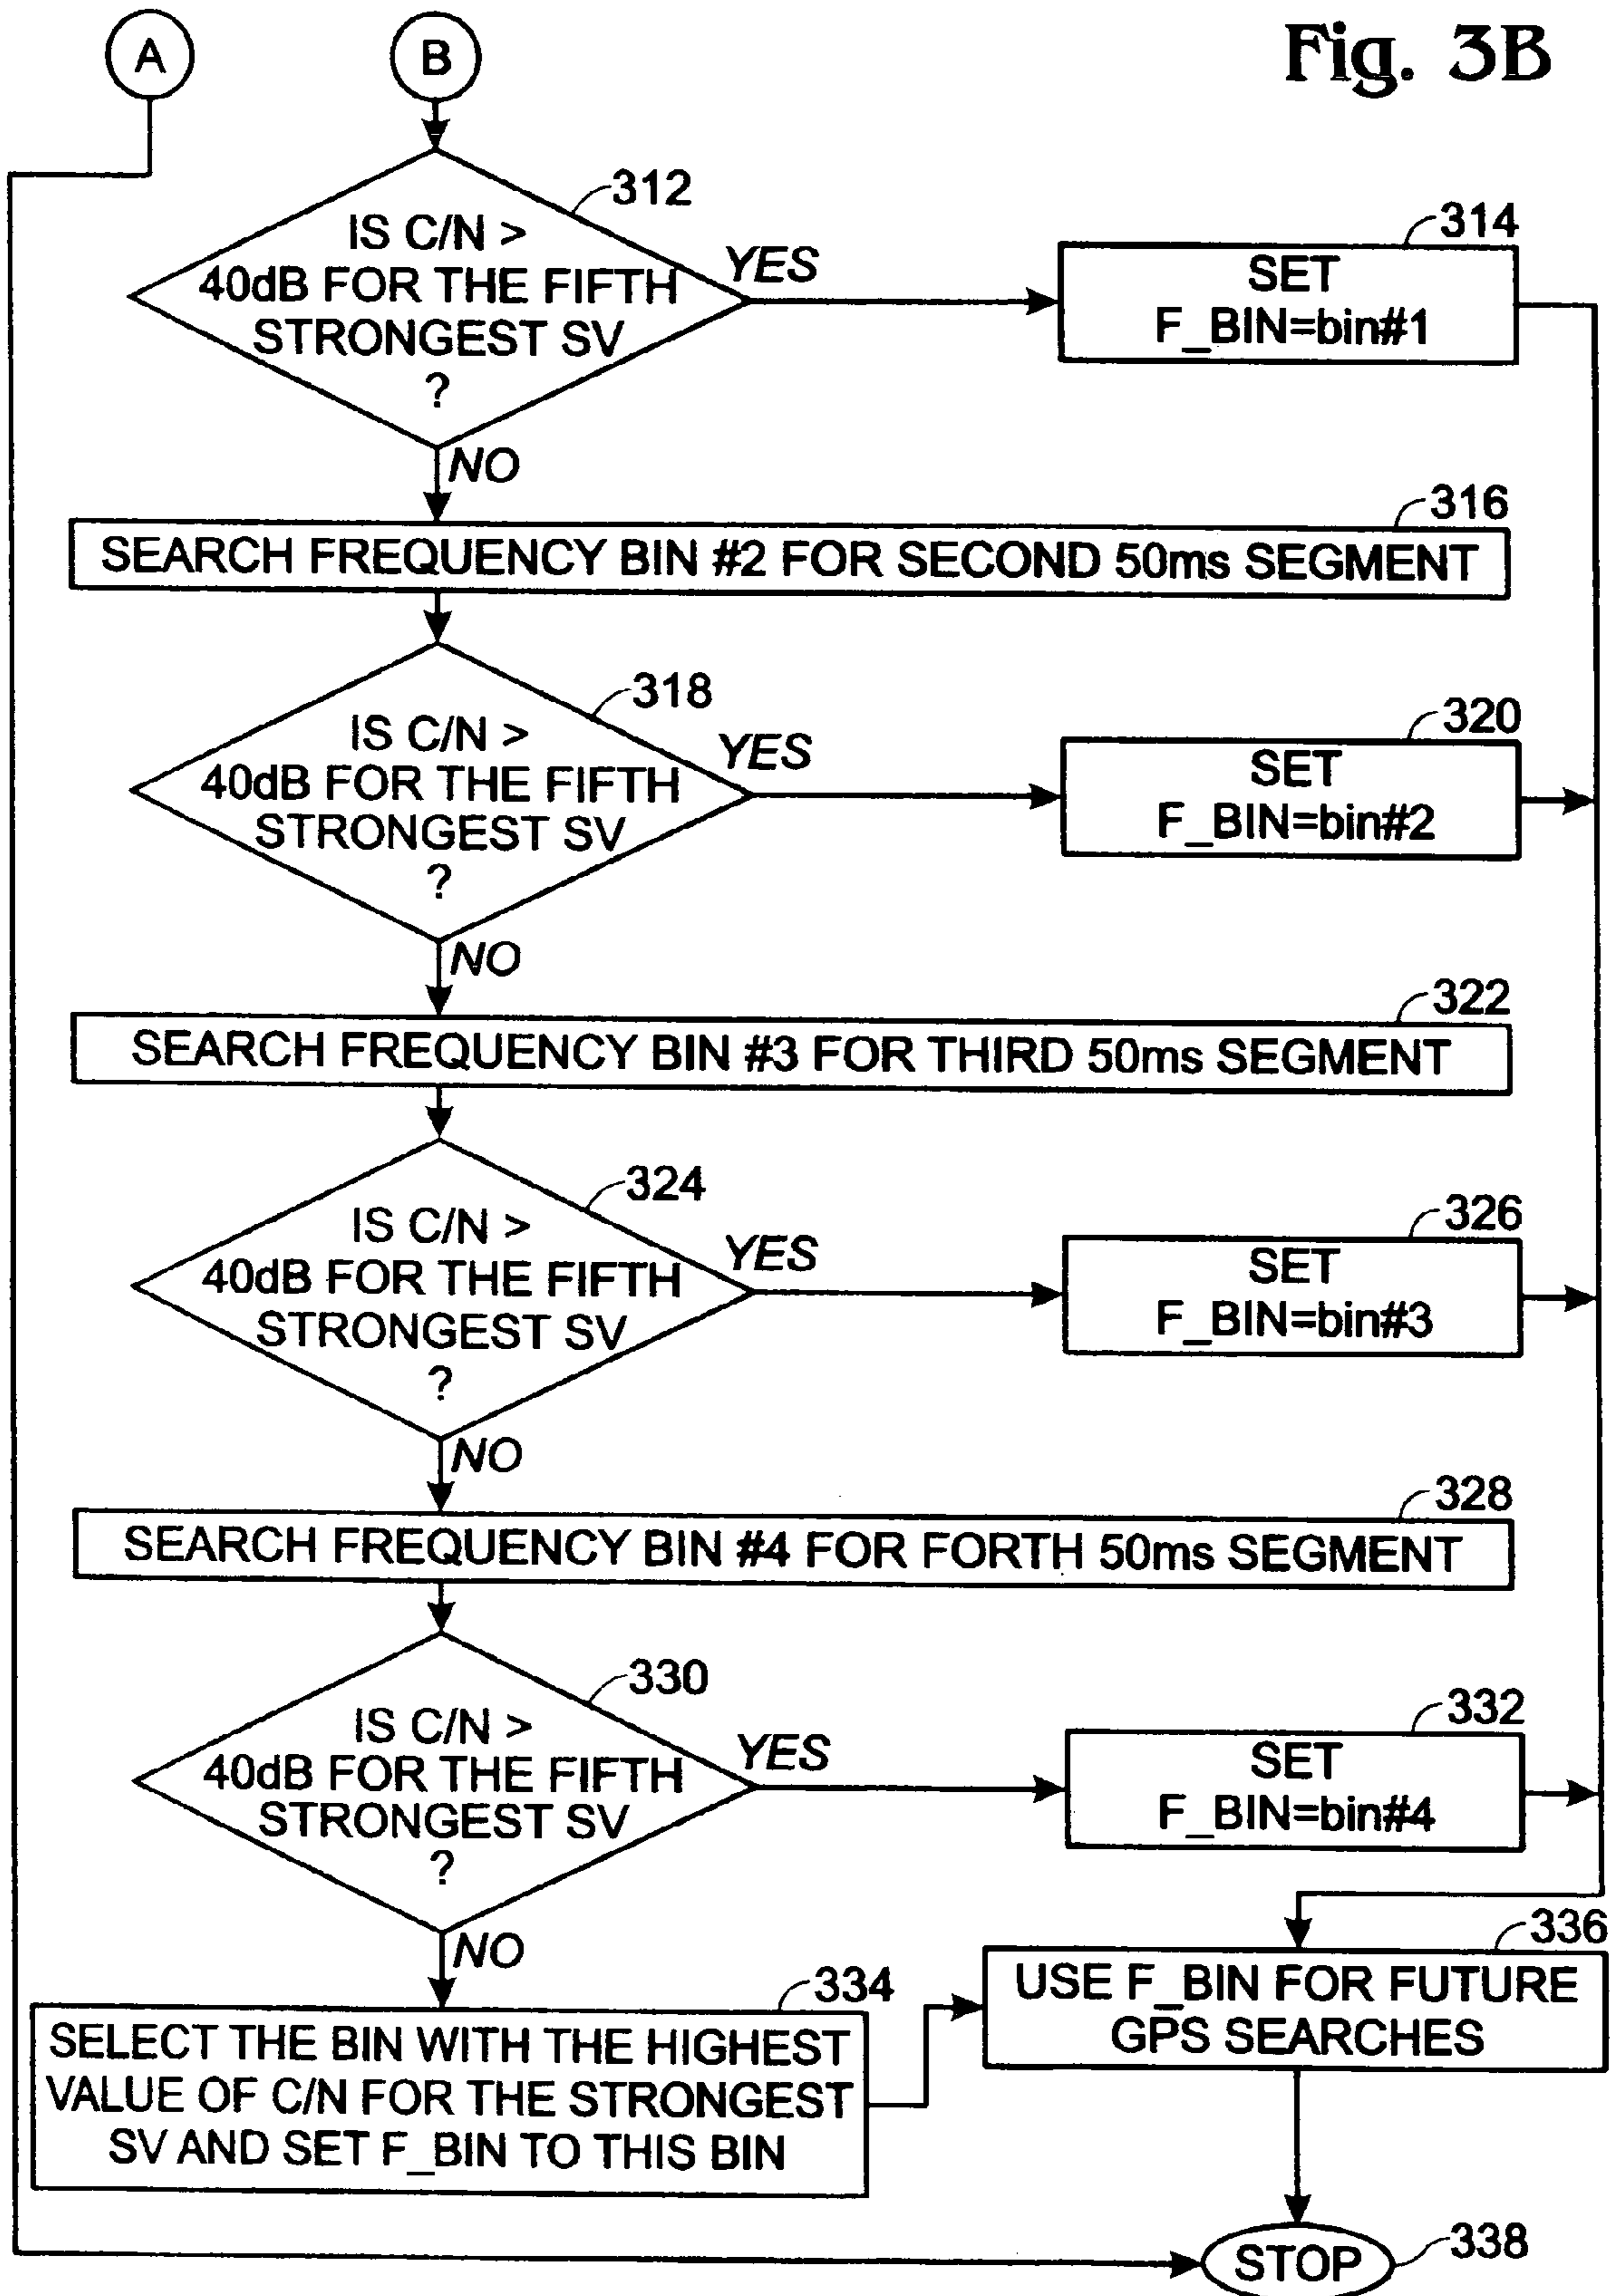 Fig. 3B
A
B
312
IS C/N >
40dB FOR THE FIFTH
STRONGEST SV
?
YES
314
SET
F_BIN=bin#1
NO
316
SEARCH FREQUENCY BIN #2 FOR SECOND 50ms SEGMENT
318
IS C/N >
40dB FOR THE FIFTH
STRONGEST SV
?
YES
320
SET
F_BIN=bin#2
NO
322
SEARCH FREQUENCY BIN #3 FOR THIRD 50ms SEGMENT
324
IS C/N >
40dB FOR THE FIFTH
STRONGEST SV
?
YES
326
SET
F_BIN=bin#3
NO
328
SEARCH FREQUENCY BIN #4 FOR FORTH 50ms SEGMENT
330
IS C/N >
40dB FOR THE FIFTH
STRONGEST SV
?
YES
332
SET
F_BIN=bin#4
NO
334
SELECT THE BIN WITH THE HIGHEST
VALUE OF C/N FOR THE STRONGEST
SV AND SET F_BIN TO THIS BIN
336
USE F_BIN FOR FUTURE
GPS SEARCHES
STOP
338